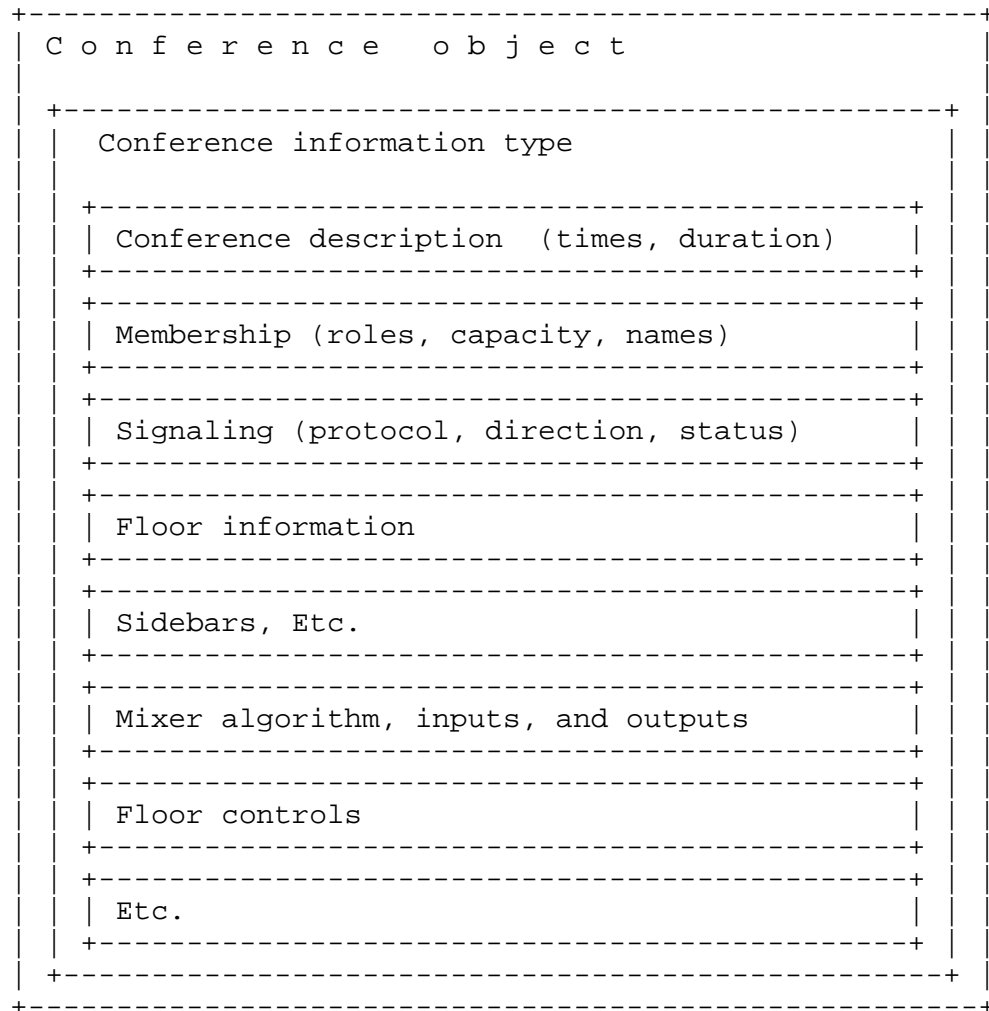 C o n f e r e n c e   o b j e c t
Conference information type
Conference description  (times, duration)
Membership (roles, capacity, names)
Signaling (protocol, direction, status)
Floor information
Sidebars, Etc.
Mixer algorithm, inputs, and outputs
Floor controls
Etc.